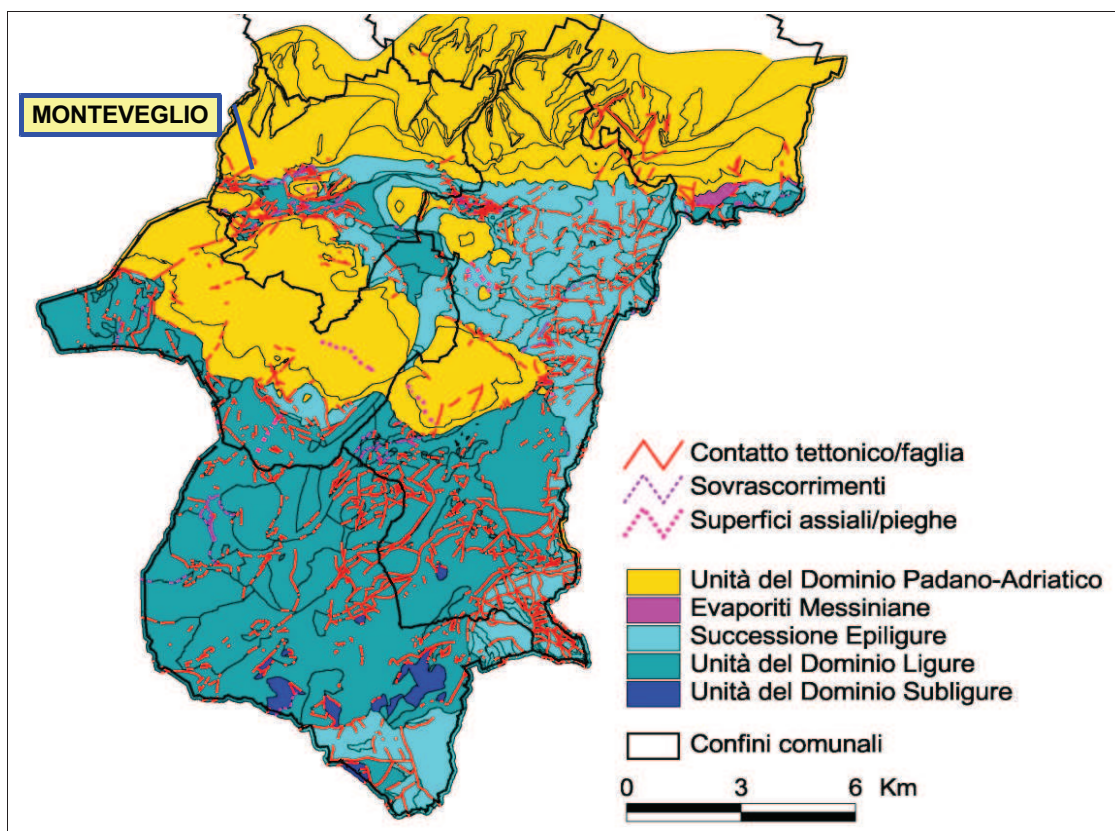 MONTEVEGLIO
Contatto tettonico/faglia
Sovrascorrimenti
Superfici assiali/pieghe
Unità del Dominio Padano-Adriatico
Evaporiti Messiniane
Successione Epiligure
Unità del Dominio Ligure
Unità del Dominio Subligure
Confini comunali
0 3 6 Km